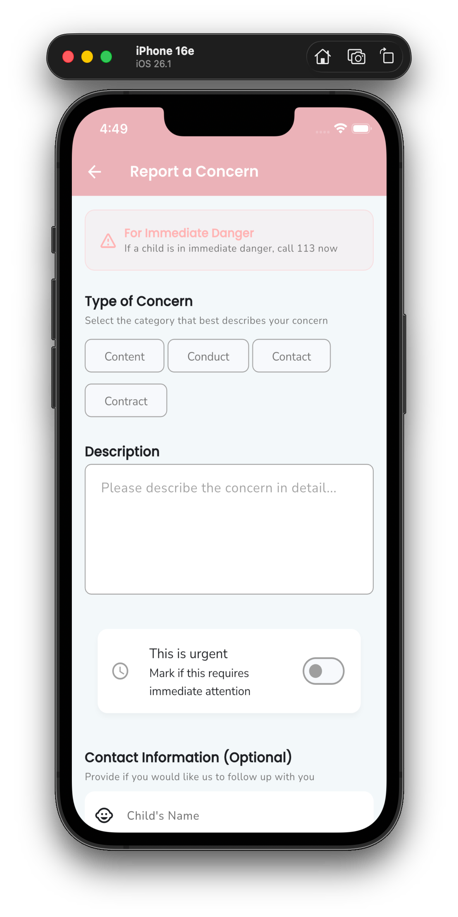 iPhone 16e
iOS 26.1
4:49
Report a Concern
For Immediate Danger
If a child is in immediate danger, call 113 now
Type of Concern
Select the category that best describes your concern
Content
Conduct
Contact
Contract
Description
Please describe the concern in detail...
This is urgent
Mark if this requires
immediate attention
Contact Information (Optional)
Provide if you would like us to follow up with you
Child's Name